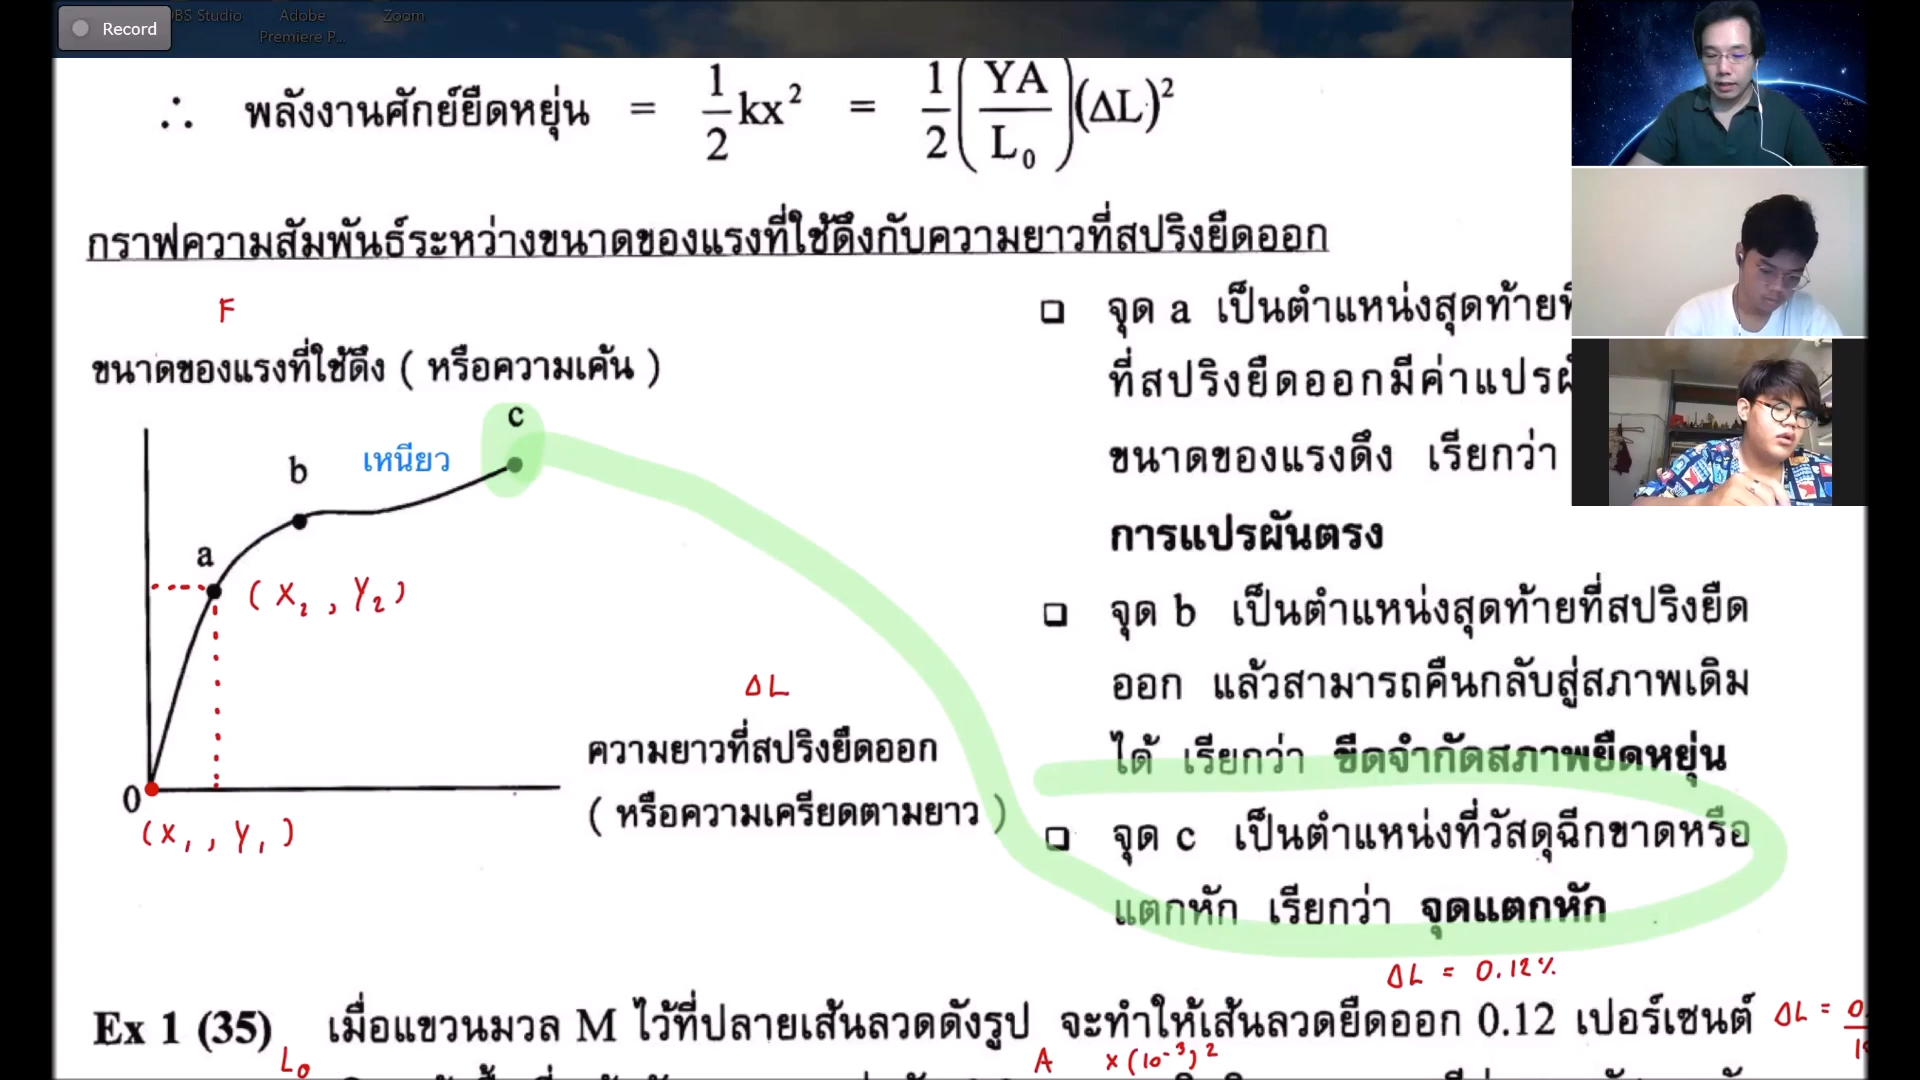 Record
OBS Studio
Adobe
Premiere P...
Zoom
∴ พลังงานศักย์ยืดหยุ่น = 1/2 kx² = 1/2 (YA/L₀)(ΔL)²
กราฟความสัมพันธ์ระหว่างขนาดของแรงที่ใช้ดึงกับความยาวที่สปริงยืดออก
F
ขนาดของแรงที่ใช้ดึง ( หรือความเค้น )
c
b
เหนียว
a
(x₂, y₂)
ΔL
ความยาวที่สปริงยืดออก
( หรือความเครียดตามยาว )
0
(x₁, y₁)
❑ จุด a เป็นตำแหน่งสุดท้ายที่
ที่สปริงยืดออกมีค่าแปรผั
ขนาดของแรงดึง เรียกว่า
การแปรผันตรง
❑ จุด b เป็นตำแหน่งสุดท้ายที่สปริงยืด
ออก แล้วสามารถคืนกลับสู่สภาพเดิม
ได้ เรียกว่า ขีดจำกัดสภาพยืดหยุ่น
❑ จุด c เป็นตำแหน่งที่วัสดุฉีกขาดหรือ
แตกหัก เรียกว่า จุดแตกหัก
ΔL = 0.12%
Ex 1 (35) เมื่อแขวนมวล M ไว้ที่ปลายเส้นลวดดังรูป จะทำให้เส้นลวดยืดออก 0.12 เปอร์เซนต์ ΔL =
L₀
A
x (10⁻³)²